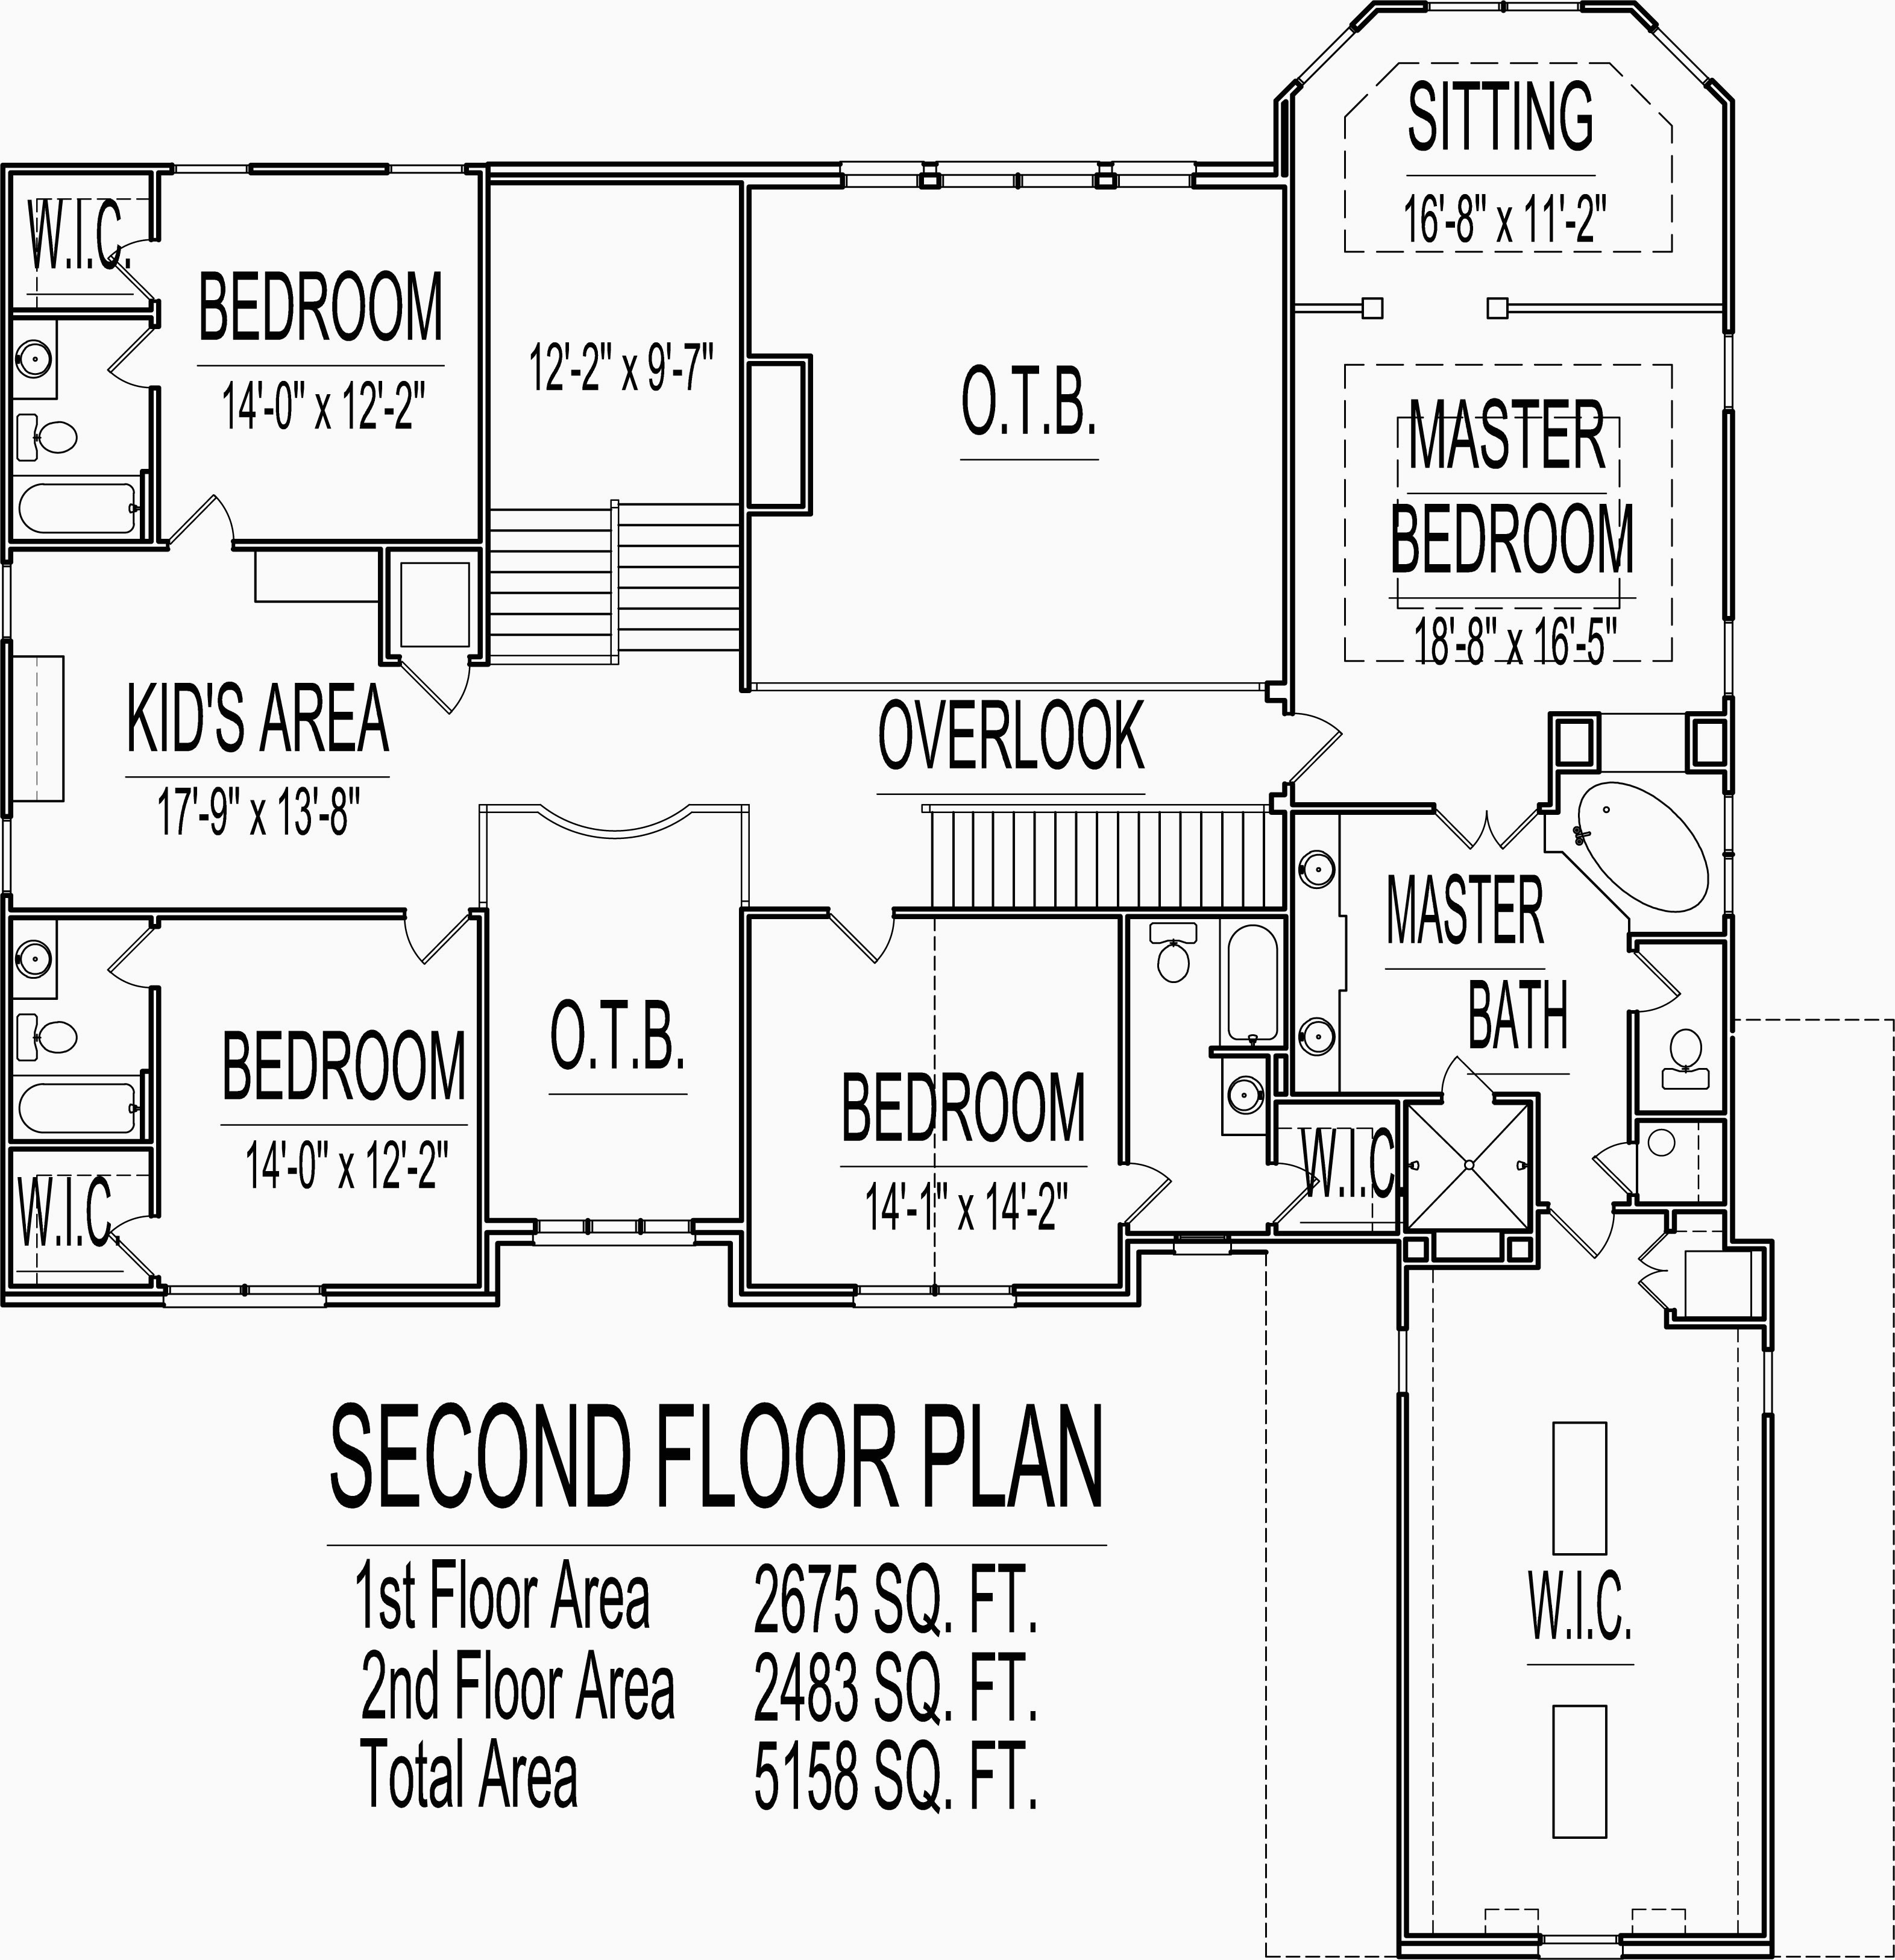 SITTING
16'-8" x 11'-2"
W.I.C.
BEDROOM
14'-0" x 12'-2"
12'-2" x 9'-7"
O.T.B.
MASTER
BEDROOM
18'-8" x 16'-5"
KID'S AREA
17'-9" x 13'-8"
OVERLOOK
MASTER
BATH
BEDROOM
14'-0" x 12'-2"
W.I.C.
O.T.B.
BEDROOM
14'-1" x 14'-2"
W.I.C.
W.I.C.
SECOND FLOOR PLAN
1st Floor Area 2675 SQ. FT.
2nd Floor Area 2483 SQ. FT.
Total Area 5158 SQ. FT.